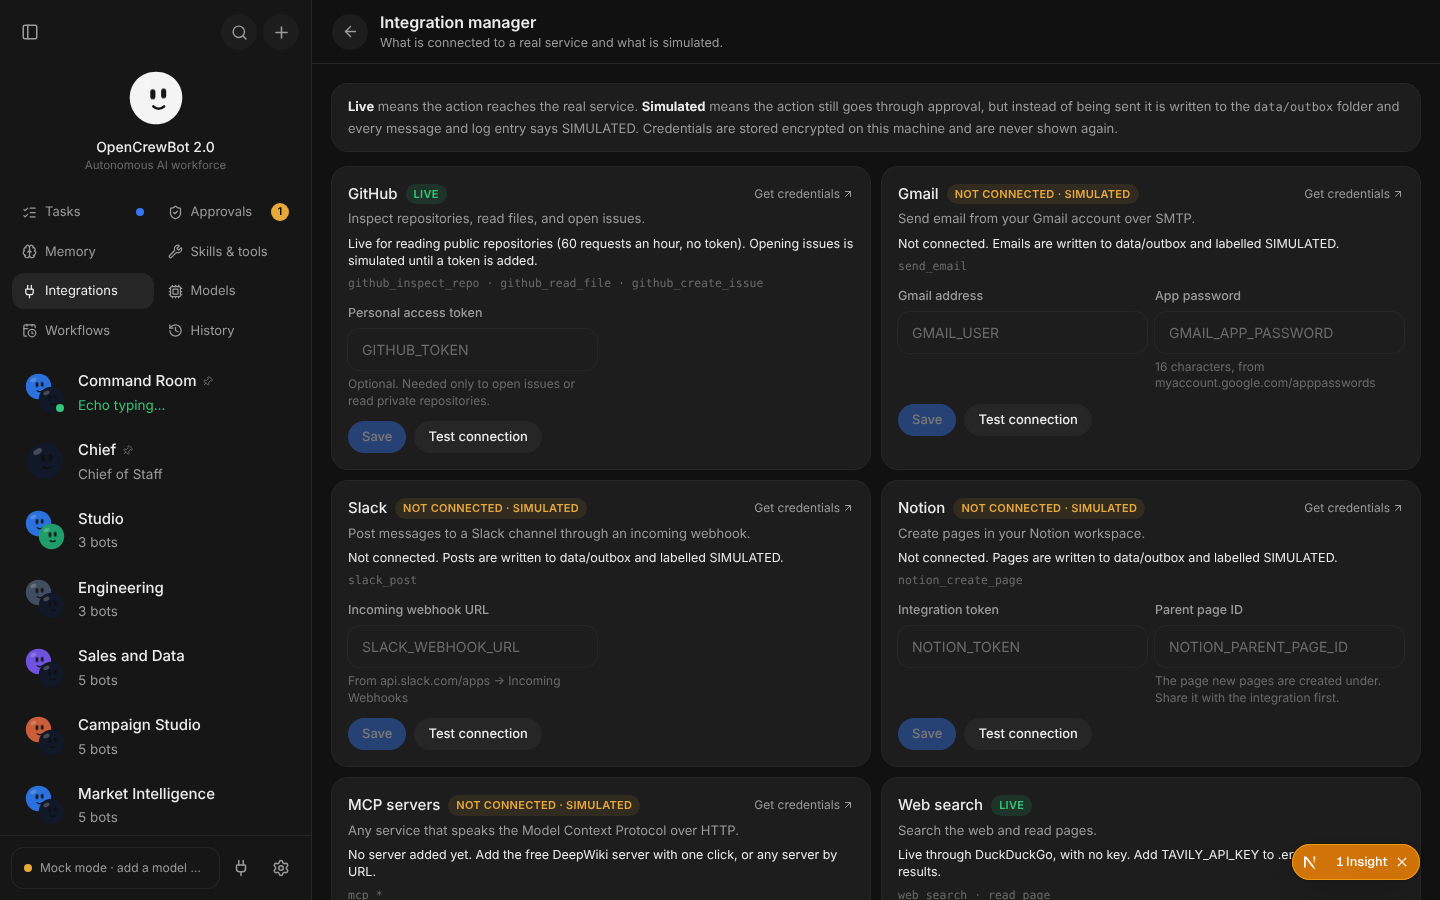 OpenCrewBot 2.0
Autonomous AI workforce
Tasks
Approvals
1
Memory
Skills & tools
Integrations
Models
Workflows
History
Command Room
Echo typing...
Chief
Chief of Staff
Studio
3 bots
Engineering
3 bots
Sales and Data
5 bots
Campaign Studio
5 bots
Market Intelligence
5 bots
Mock mode · add a model ...
Integration manager
What is connected to a real service and what is simulated.
Live means the action reaches the real service. Simulated means the action still goes through approval, but instead of being sent it is written to the data/outbox folder and
every message and log entry says SIMULATED. Credentials are stored encrypted on this machine and are never shown again.
GitHub LIVE Get credentials ↗
Inspect repositories, read files, and open issues.
Live for reading public repositories (60 requests an hour, no token). Opening issues is
simulated until a token is added.
github_inspect_repo · github_read_file · github_create_issue
Personal access token
GITHUB_TOKEN
Optional. Needed only to open issues or
read private repositories.
Save Test connection
Gmail NOT CONNECTED · SIMULATED Get credentials ↗
Send email from your Gmail account over SMTP.
Not connected. Emails are written to data/outbox and labelled SIMULATED.
send_email
Gmail address App password
GMAIL_USER GMAIL_APP_PASSWORD
16 characters, from
myaccount.google.com/apppasswords
Save Test connection
Slack NOT CONNECTED · SIMULATED Get credentials ↗
Post messages to a Slack channel through an incoming webhook.
Not connected. Posts are written to data/outbox and labelled SIMULATED.
slack_post
Incoming webhook URL
SLACK_WEBHOOK_URL
From api.slack.com/apps → Incoming
Webhooks
Save Test connection
Notion NOT CONNECTED · SIMULATED Get credentials ↗
Create pages in your Notion workspace.
Not connected. Pages are written to data/outbox and labelled SIMULATED.
notion_create_page
Integration token Parent page ID
NOTION_TOKEN NOTION_PARENT_PAGE_ID
The page new pages are created under.
Share it with the integration first.
Save Test connection
MCP servers NOT CONNECTED · SIMULATED Get credentials ↗
Any service that speaks the Model Context Protocol over HTTP.
No server added yet. Add the free DeepWiki server with one click, or any server by
URL.
mcp_*
Web search LIVE
Search the web and read pages.
Live through DuckDuckGo, with no key. Add TAVILY_API_KEY to
results.
web_search · read_page
N 1 Insight